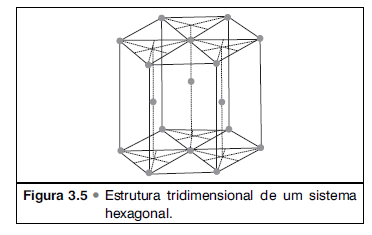 Figura 3.5 • Estrutura tridimensional de um sistema
hexagonal.